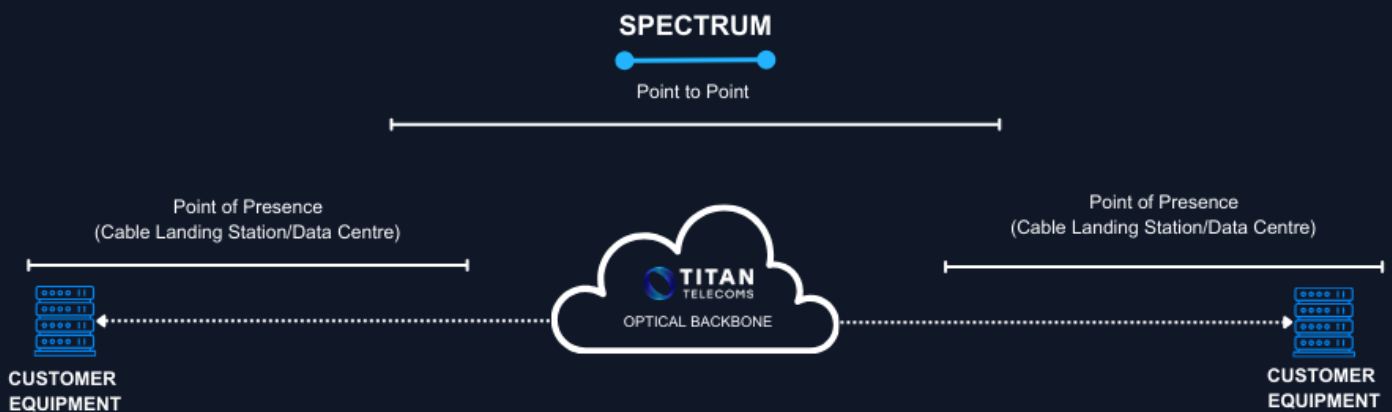 SPECTRUM
Point to Point
Point of Presence
(Cable Landing Station/Data Centre)
Point of Presence
(Cable Landing Station/Data Centre)
TITAN
TELECOMS
OPTICAL BACKBONE
CUSTOMER
EQUIPMENT
CUSTOMER
EQUIPMENT